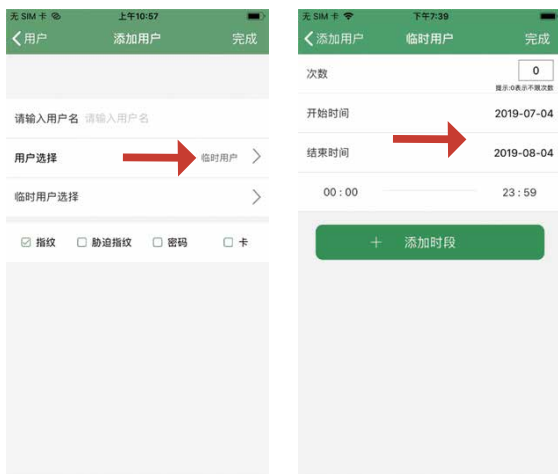 无 SIM 卡
上午10:57
用户
添加用户
完成
请输入用户名 请输入用户名
用户选择
临时用户
临时用户选择
指纹 胁迫指纹 密码 卡
无 SIM 卡
下午7:39
添加用户
临时用户
完成
次数
0
提示:0表示不限次数
开始时间
2019-07-04
结束时间
2019-08-04
00 : 00
23 : 59
+ 添加时段